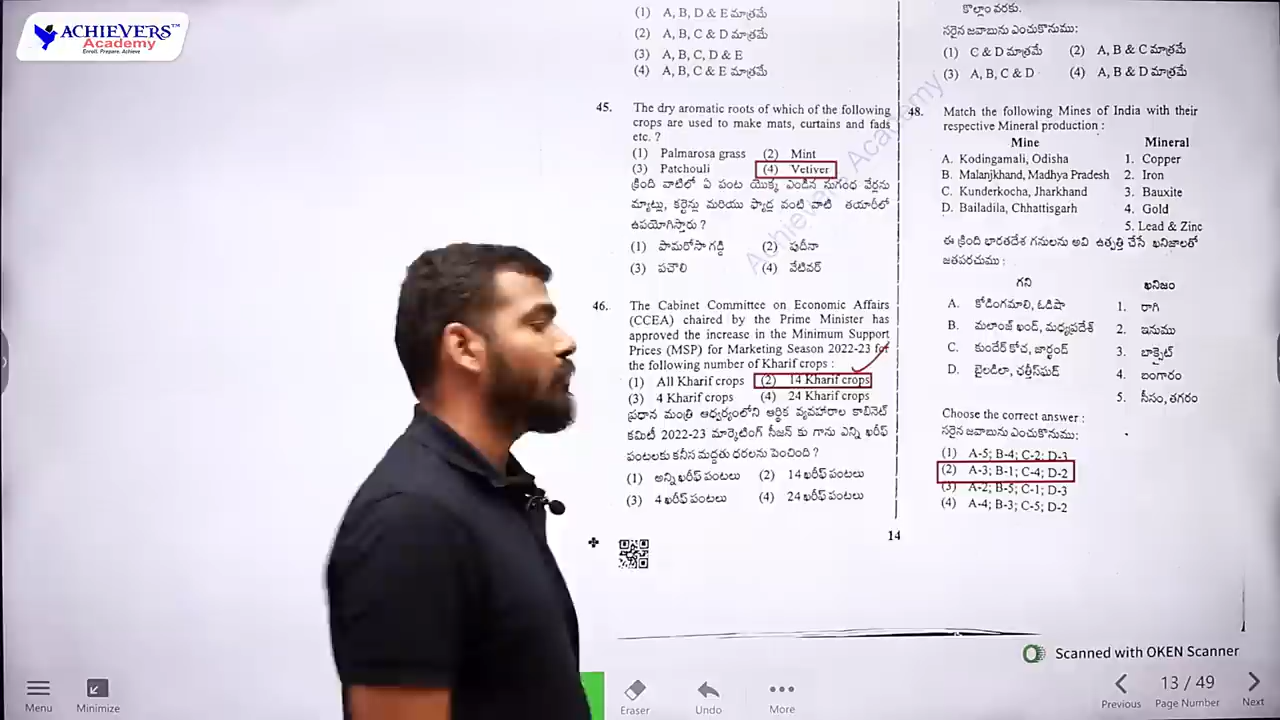 ACHIEVERS™
Academy
Enroll. Prepare. Achieve
(1) A, B, D & E మాత్రమే
(2) A, B, C & D మాత్రమే
(3) A, B, C, D & E
(4) A, B, C & E మాత్రమే
45. The dry aromatic roots of which of the following
crops are used to make mats, curtains and fads
etc. ?
(1) Palmarosa grass (2) Mint
(3) Patchouli (4) Vetiver
క్రింది వాటిలో ఏ పంట యొక్క ఎండిన సుగంధ వేర్లను
మ్యాట్లు, కర్టెన్లు మరియు ఫ్యాడ్ల వంటి వాటి తయారీలో
ఉపయోగిస్తారు ?
(1) పామరోసా గడ్డి (2) పుదీనా
(3) పచౌలి (4) వేటివర్
46. The Cabinet Committee on Economic Affairs
(CCEA) chaired by the Prime Minister has
approved the increase in the Minimum Support
Prices (MSP) for Marketing Season 2022-23 for
the following number of Kharif crops :
(1) All Kharif crops (2) 14 Kharif crops
(3) 4 Kharif crops (4) 24 Kharif crops
ప్రధాన మంత్రి ఆధ్వర్యంలోని ఆర్థిక వ్యవహారాల కాబినెట్
కమిటీ 2022-23 మార్కెటింగ్ సీజన్ కు గాను ఎన్ని ఖరీఫ్
పంటలకు కనీస మద్దతు ధరలను పెంచింది ?
(1) అన్ని ఖరీఫ్ పంటలు (2) 14 ఖరీఫ్ పంటలు
(3) 4 ఖరీఫ్ పంటలు (4) 24 ఖరీఫ్ పంటలు
కొల్లాం వరకు.
సరైన జవాబును ఎంచుకొనుము:
(1) C & D మాత్రమే (2) A, B & C మాత్రమే
(3) A, B, C & D (4) A, B & D మాత్రమే
48. Match the following Mines of India with their
respective Mineral production :
Mine Mineral
A. Kodingamali, Odisha 1. Copper
B. Malanjkhand, Madhya Pradesh 2. Iron
C. Kunderkocha, Jharkhand 3. Bauxite
D. Bailadila, Chhattisgarh 4. Gold
5. Lead & Zinc
ఈ క్రింది భారతదేశ గనులను అవి ఉత్పత్తి చేసే ఖనిజాలతో
జతపరచుము :
గని ఖనిజం
A. కోడింగమాలి, ఓడిషా 1. రాగి
B. మలాంజ్ ఖండ్, మధ్యప్రదేశ్ 2. ఇనుము
C. కుందేర్ కోచ, జార్ఖండ్ 3. బాక్సైట్
D. బైలడిలా, ఛత్తీస్‌ఘడ్ 4. బంగారం
5. సీసం, తగరం
Choose the correct answer :
సరైన జవాబును ఎంచుకొనుము:
(1) A-5; B-4; C-2; D-3
(2) A-3; B-1; C-4; D-2
(3) A-2; B-5; C-1; D-3
(4) A-4; B-3; C-5; D-2
14
Achievers Academy
Scanned with OKEN Scanner
Menu
Minimize
Eraser
Undo
More
Previous
13 / 49
Page Number
Next